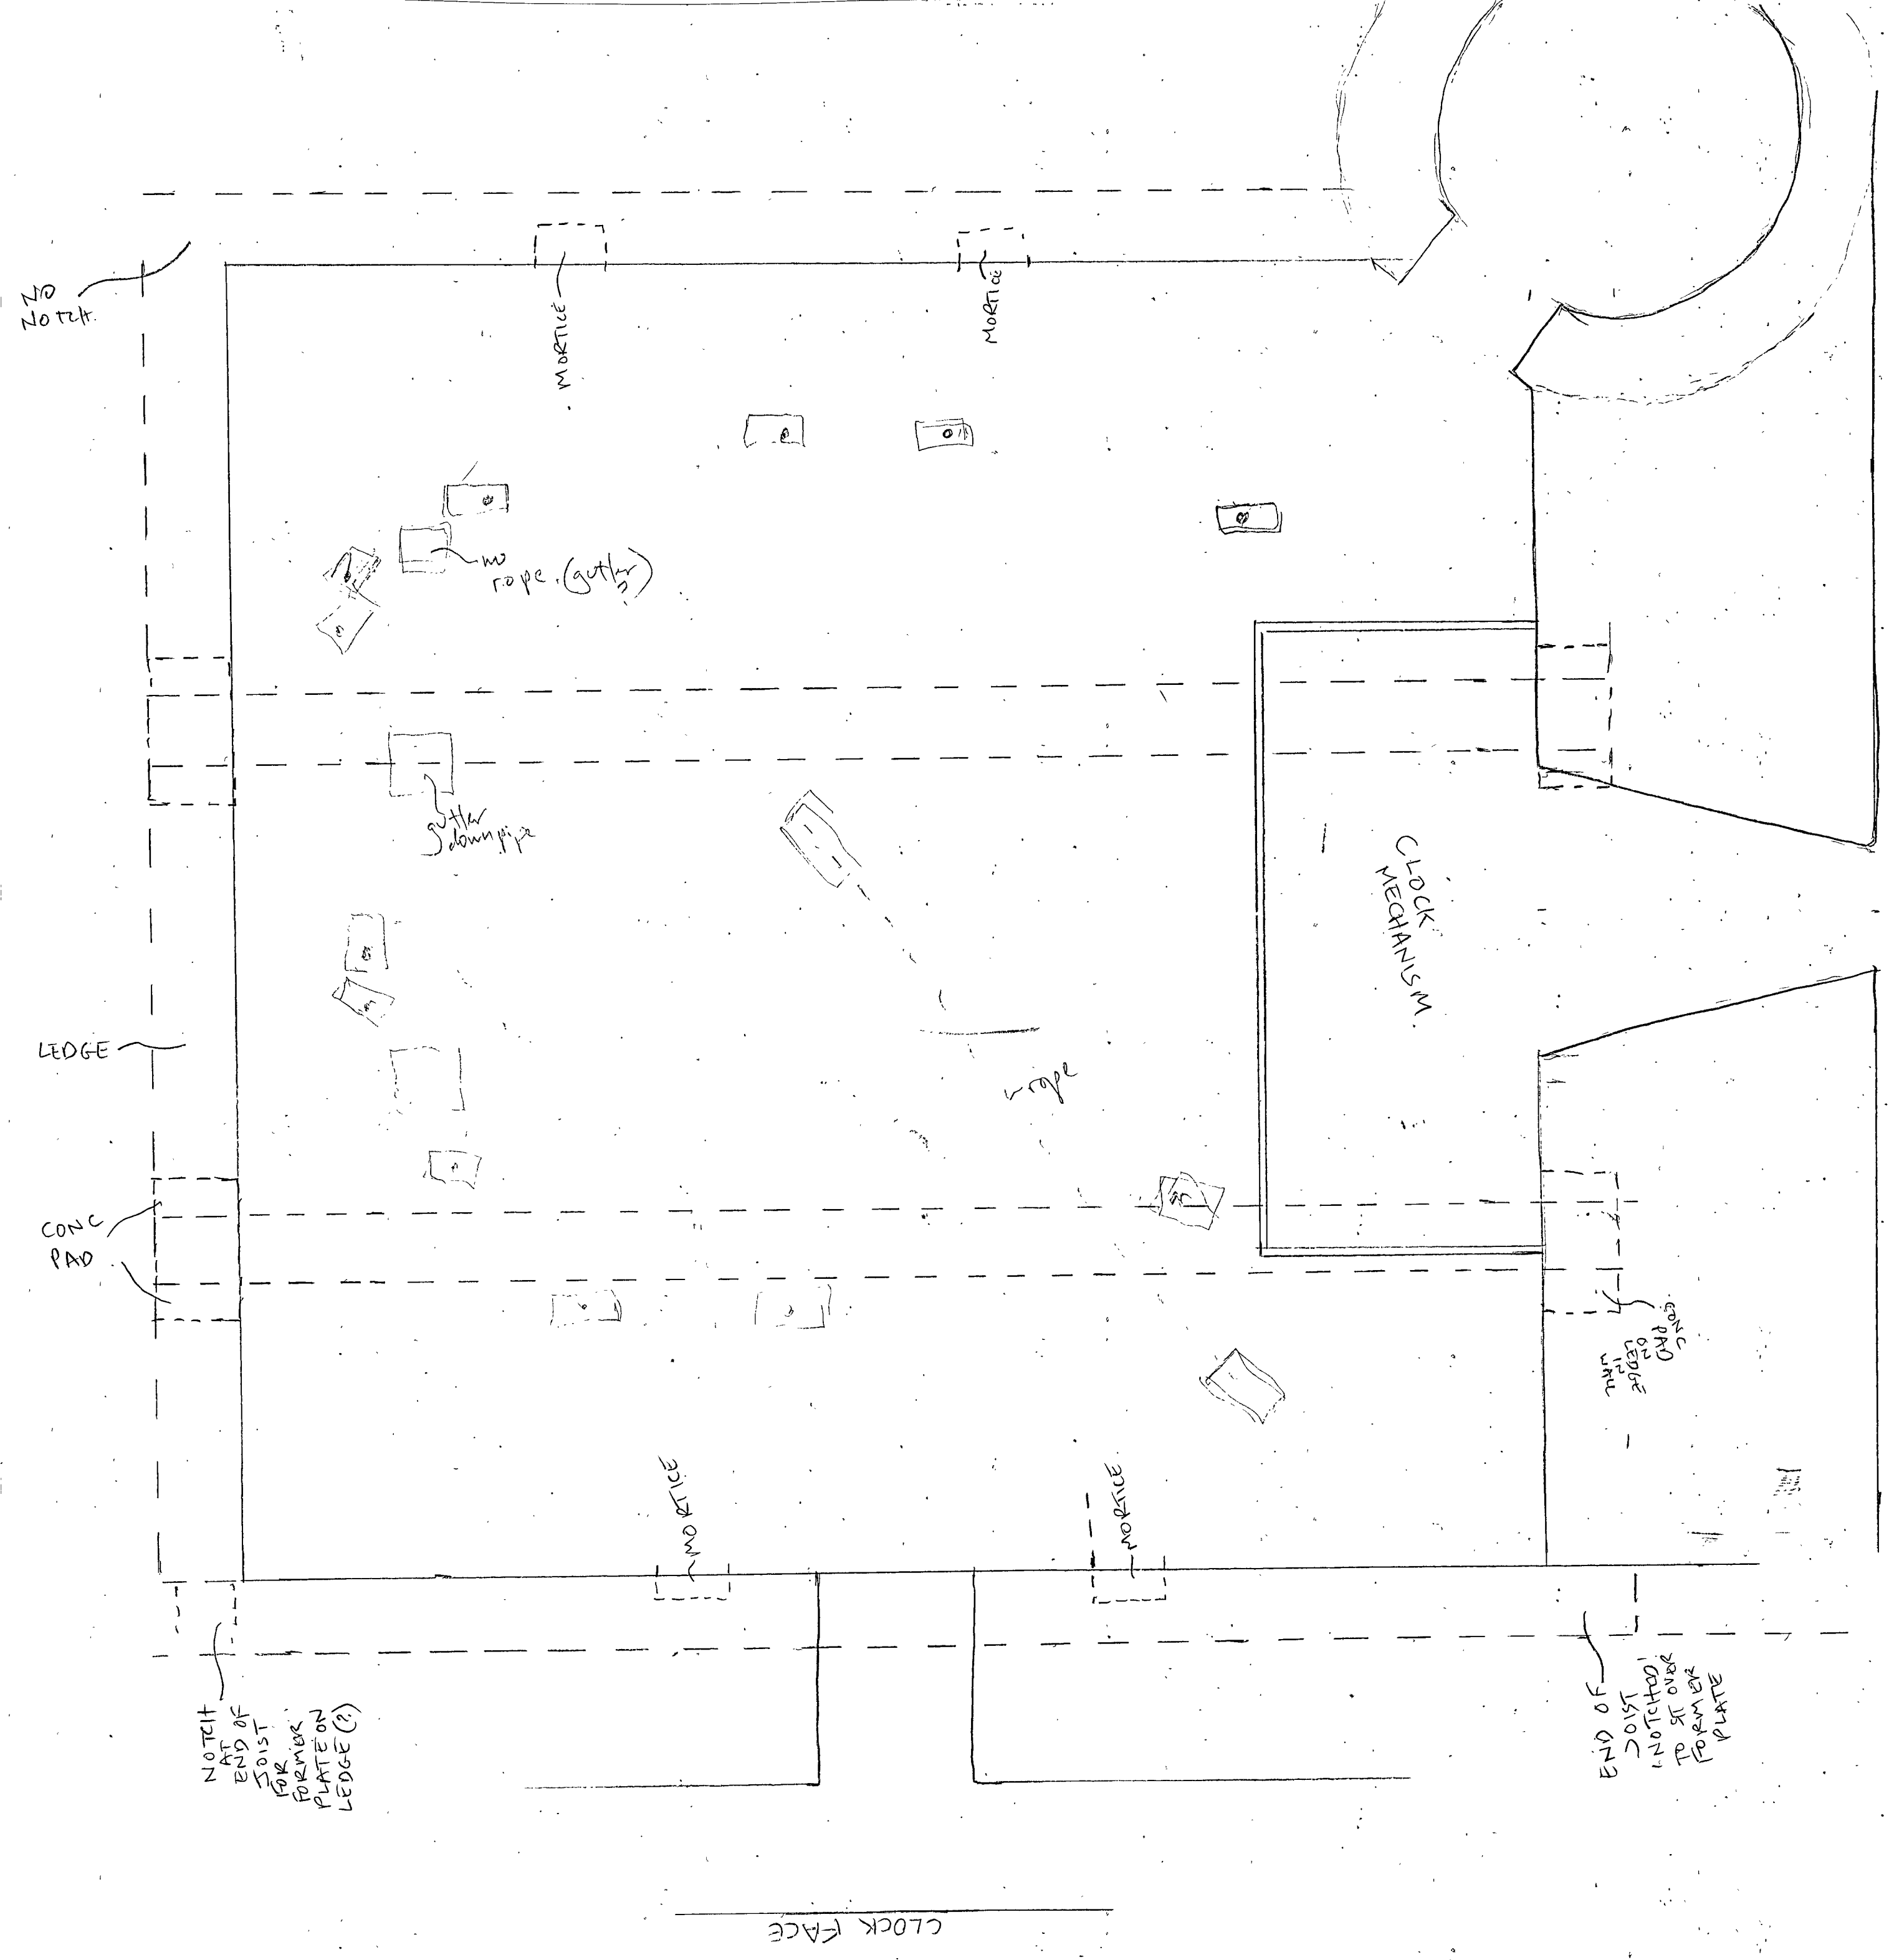 NO
NOTCH.
MORTICE
MORTICE
no
rope. (gutter
?)
gutter
downpipe
CLOCK
MECHANISM.
LEDGE
rope
CONC
PAD
CONC
PAD
ON
LEDGE
IN
WALL
MORTICE
MORTICE
NOTCH
AT
END OF
JOIST
FOR
FORMER
PLATE ON
LEDGE (?)
END OF
JOIST
NOTCHED
TO SIT OVER
FORMER
PLATE
CLOCK FACE